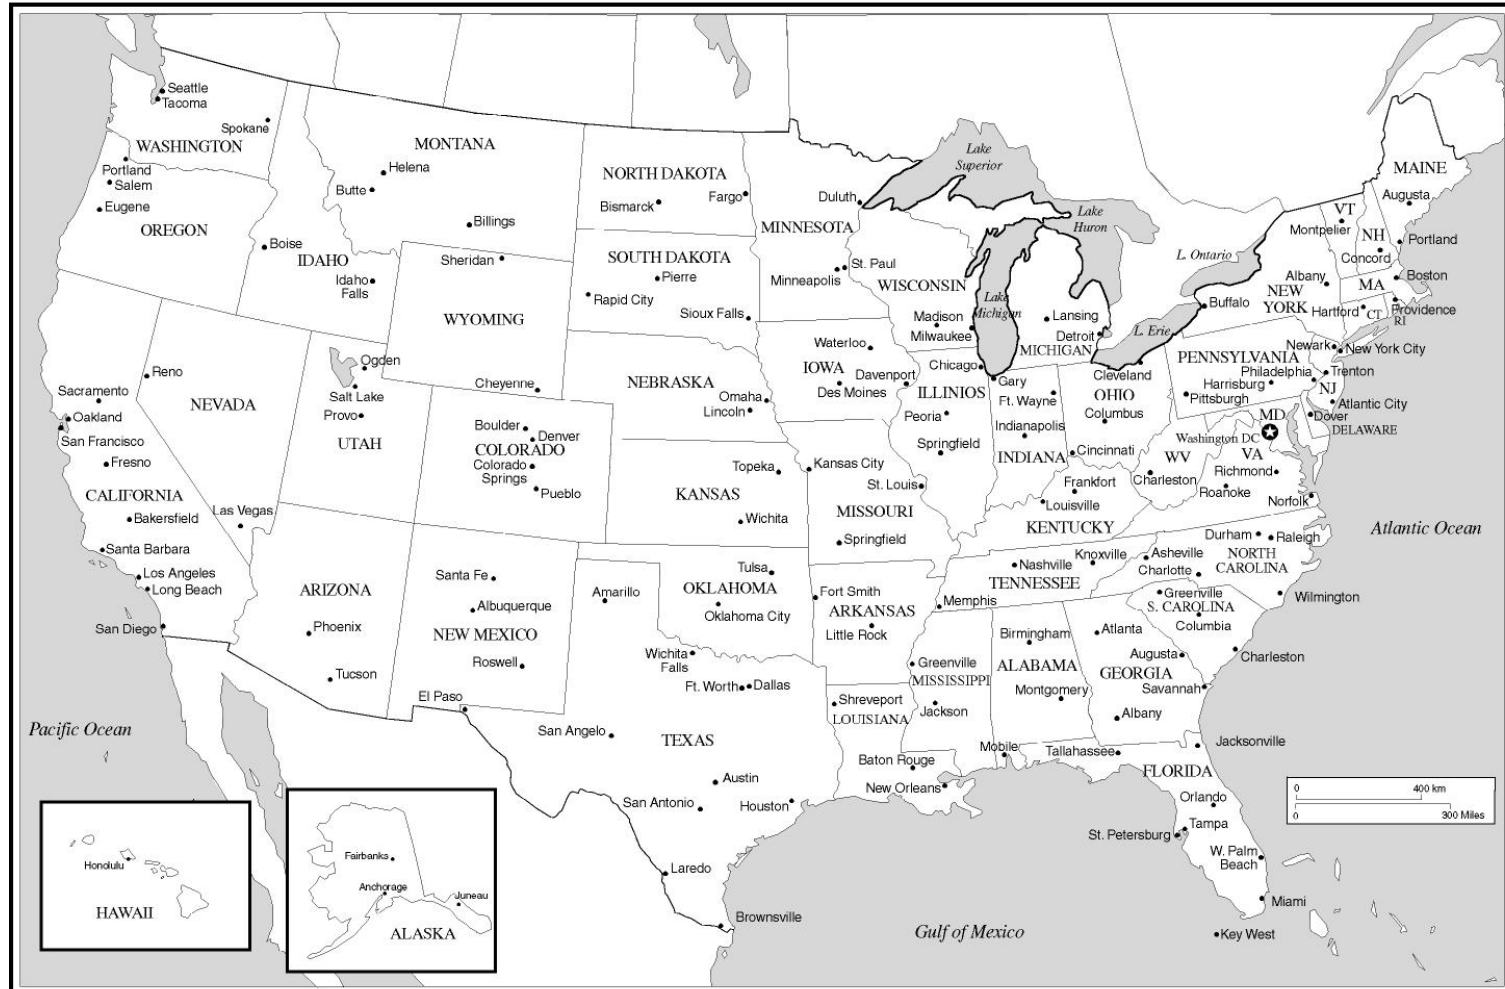 Seattle
Tacoma
Spokane
WASHINGTON
Portland
Salem
Eugene
OREGON
MONTANA
Helena
Butte
Billings
Boise
IDAHO
Idaho
Falls
NORTH DAKOTA
Fargo
Bismarck
SOUTH DAKOTA
Pierre
Rapid City
Sioux Falls
Sheridan
WYOMING
Cheyenne
MINNESOTA
Duluth
St. Paul
Minneapolis
WISCONSIN
Madison
Milwaukee
Lake
Superior
Lake
Huron
Lake
Michigan
L. Ontario
L. Erie
Lansing
Detroit
MICHIGAN
MAINE
Augusta
VT
Montpelier
NH
Concord
Portland
Albany
NEW
YORK
Buffalo
MA
Boston
Hartford
CT
Providence
RI
Reno
Sacramento
Oakland
San Francisco
Fresno
CALIFORNIA
Bakersfield
Santa Barbara
Los Angeles
Long Beach
San Diego
NEVADA
Las Vegas
Ogden
Salt Lake
Provo
UTAH
Boulder
Denver
COLORADO
Colorado
Springs
Pueblo
NEBRASKA
Omaha
Lincoln
Topeka
KANSAS
Wichita
Waterloo
IOWA
Davenport
Des Moines
Chicago
ILLINIOS
Peoria
Springfield
Kansas City
St. Louis
MISSOURI
Springfield
Gary
Ft. Wayne
Indianapolis
INDIANA
Cleveland
OHIO
Columbus
Cincinnati
PENNSYLVANIA
Philadelphia
Harrisburg
Pittsburgh
Newark
New York City
Trenton
NJ
Atlantic City
MD
Dover
DELAWARE
Washington DC
WV
VA
Charleston
Richmond
Roanoke
Norfolk
Frankfort
Louisville
KENTUCKY
Nashville
Knoxville
TENNESSEE
Memphis
Asheville
Charlotte
Durham
Raleigh
NORTH
CAROLINA
Wilmington
Greenville
S. CAROLINA
Columbia
Charleston
ARIZONA
Phoenix
Tucson
Santa Fe
Albuquerque
NEW MEXICO
Roswell
Amarillo
Tulsa
OKLAHOMA
Oklahoma City
Fort Smith
ARKANSAS
Little Rock
Wichita
Falls
Ft. Worth
Dallas
El Paso
San Angelo
TEXAS
Austin
San Antonio
Houston
Laredo
Brownsville
Shreveport
LOUISIANA
Baton Rouge
New Orleans
Greenville
MISSISSIPPI
Jackson
Birmingham
ALABAMA
Montgomery
Mobile
Atlanta
Augusta
GEORGIA
Savannah
Albany
Tallahassee
Jacksonville
FLORIDA
Orlando
Tampa
St. Petersburg
W. Palm
Beach
Miami
Key West
Pacific Ocean
Atlantic Ocean
Gulf of Mexico
0
400 km
0
300 Miles
Honolulu
HAWAII
Fairbanks
Anchorage
Juneau
ALASKA